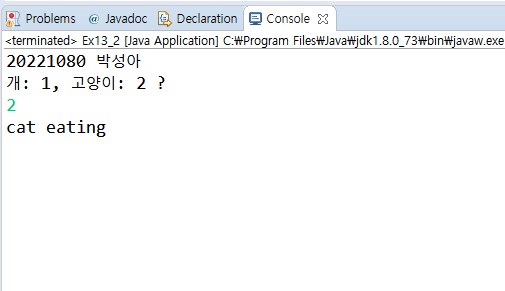 Problems @ Javadoc Declaration Console
<terminated> Ex13_2 [Java Application] C:₩Program Files₩Java₩jdk1.8.0_73₩bin₩javaw.exe
20221080 박성아
개: 1, 고양이: 2 ?
2
cat eating